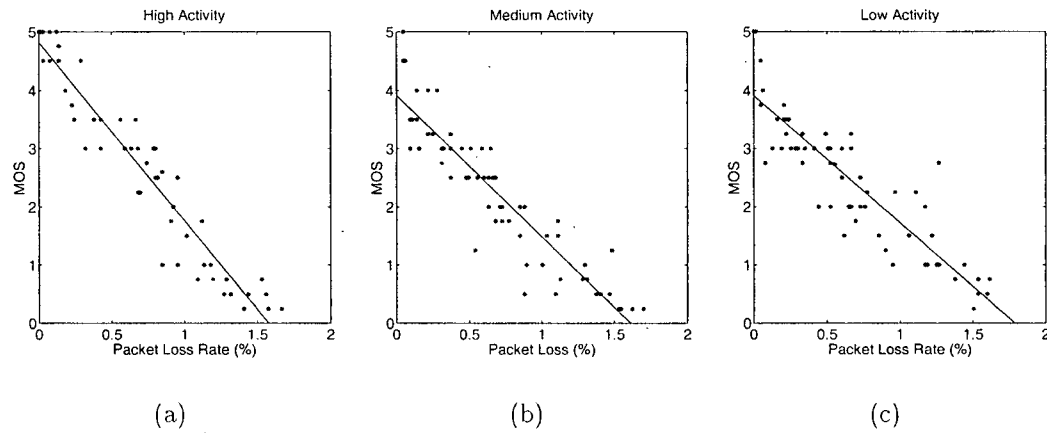 High Activity
5
4
3
2
1
0
MOS
0 0.5 1 1.5 2
Packet Loss Rate (%)
(a)
Medium Activity
5
4
3
2
1
0
MOS
0 0.5 1 1.5 2
Packet Loss (%)
(b)
Low Activity
5
4
3
2
1
0
MOS
0 0.5 1 1.5 2
Packet Loss Rate (%)
(c)